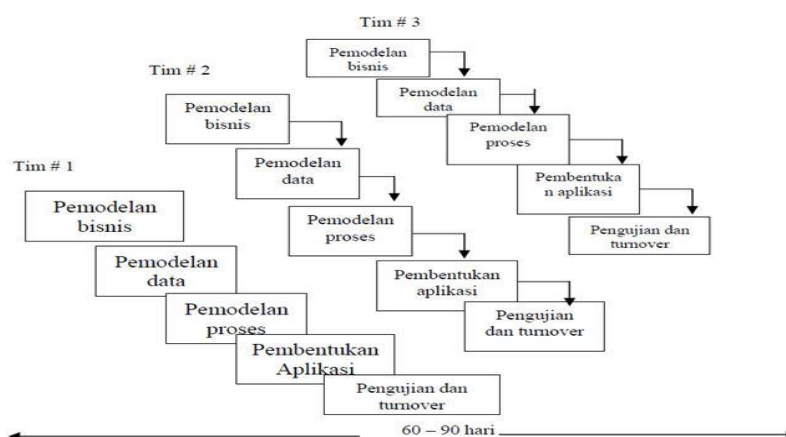 Tim # 3
Pemodelan
bisnis
Pemodelan
data
Pemodelan
proses
Pembentuka
n aplikasi
Pengujian dan
turnover
Tim # 2
Pemodelan
bisnis
Pemodelan
data
Pemodelan
proses
Pembentukan
aplikasi
Pengujian
dan turnover
Tim # 1
Pemodelan
bisnis
Pemodelan
data
Pemodelan
proses
Pembentukan
Aplikasi
Pengujian dan
turnover
60 – 90 hari